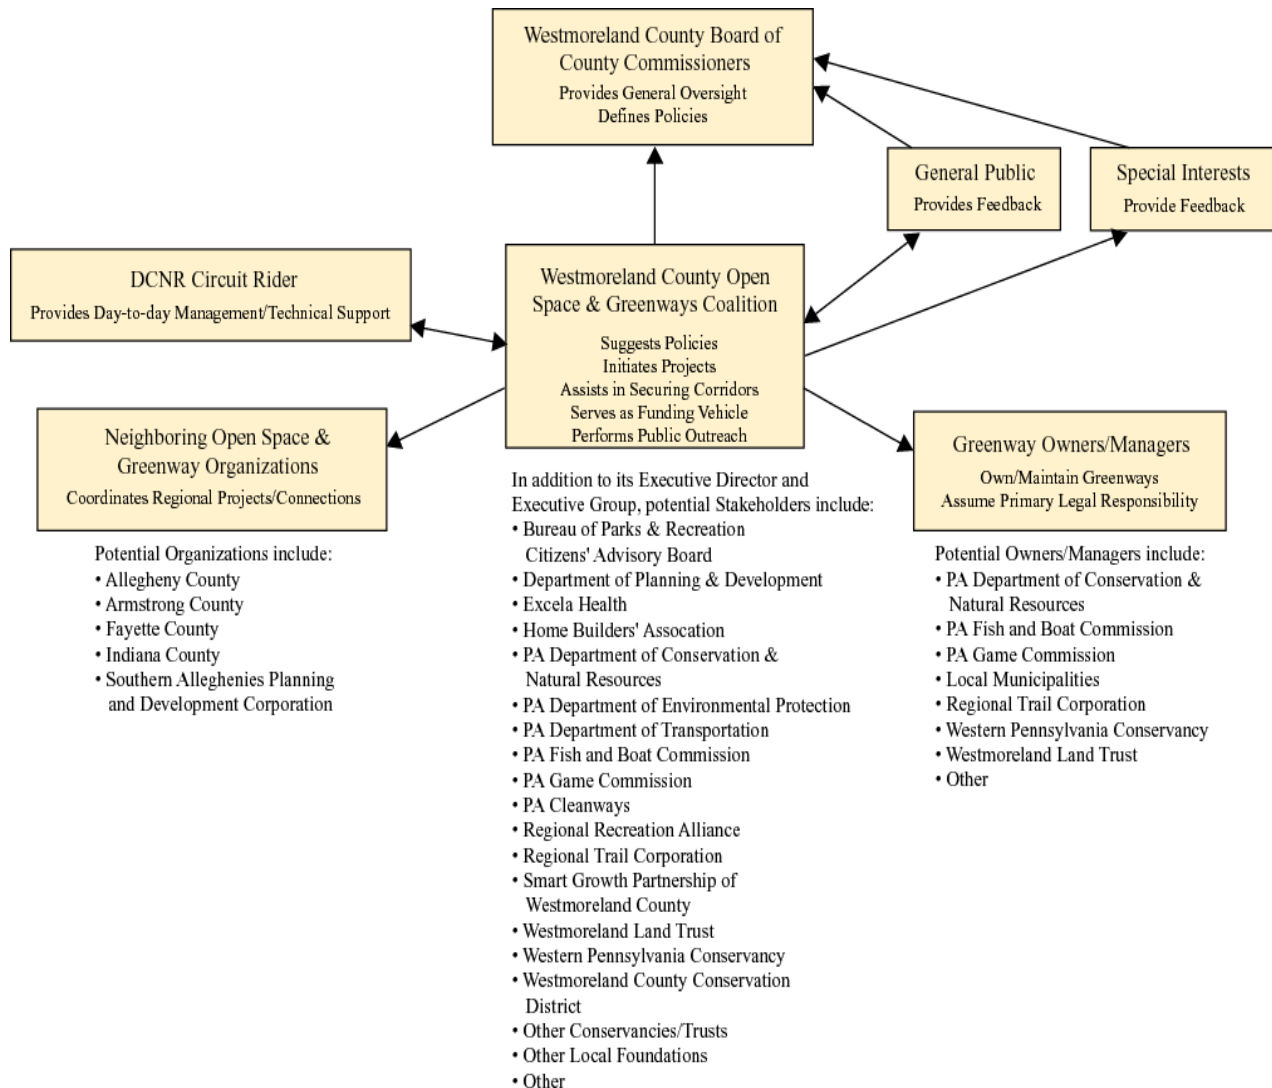 Westmoreland County Board of
County Commissioners
Provides General Oversight
Defines Policies
General Public
Provides Feedback
Special Interests
Provide Feedback
DCNR Circuit Rider
Provides Day-to-day Management/Technical Support
Westmoreland County Open
Space & Greenways Coalition
Suggests Policies
Initiates Projects
Assists in Securing Corridors
Serves as Funding Vehicle
Performs Public Outreach
Neighboring Open Space &
Greenway Organizations
Coordinates Regional Projects/Connections
Greenway Owners/Managers
Own/Maintain Greenways
Assume Primary Legal Responsibility
Potential Organizations include:
• Allegheny County
• Armstrong County
• Fayette County
• Indiana County
• Southern Alleghenies Planning
and Development Corporation
In addition to its Executive Director and
Executive Group, potential Stakeholders include:
• Bureau of Parks & Recreation
Citizens' Advisory Board
• Department of Planning & Development
• Excela Health
• Home Builders' Assocation
• PA Department of Conservation &
Natural Resources
• PA Department of Environmental Protection
• PA Department of Transportation
• PA Fish and Boat Commission
• PA Game Commission
• PA Cleanways
• Regional Recreation Alliance
• Regional Trail Corporation
• Smart Growth Partnership of
Westmoreland County
• Westmoreland Land Trust
• Western Pennsylvania Conservancy
• Westmoreland County Conservation
District
• Other Conservancies/Trusts
• Other Local Foundations
• Other
Potential Owners/Managers include:
• PA Department of Conservation &
Natural Resources
• PA Fish and Boat Commission
• PA Game Commission
• Local Municipalities
• Regional Trail Corporation
• Western Pennsylvania Conservancy
• Westmoreland Land Trust
• Other